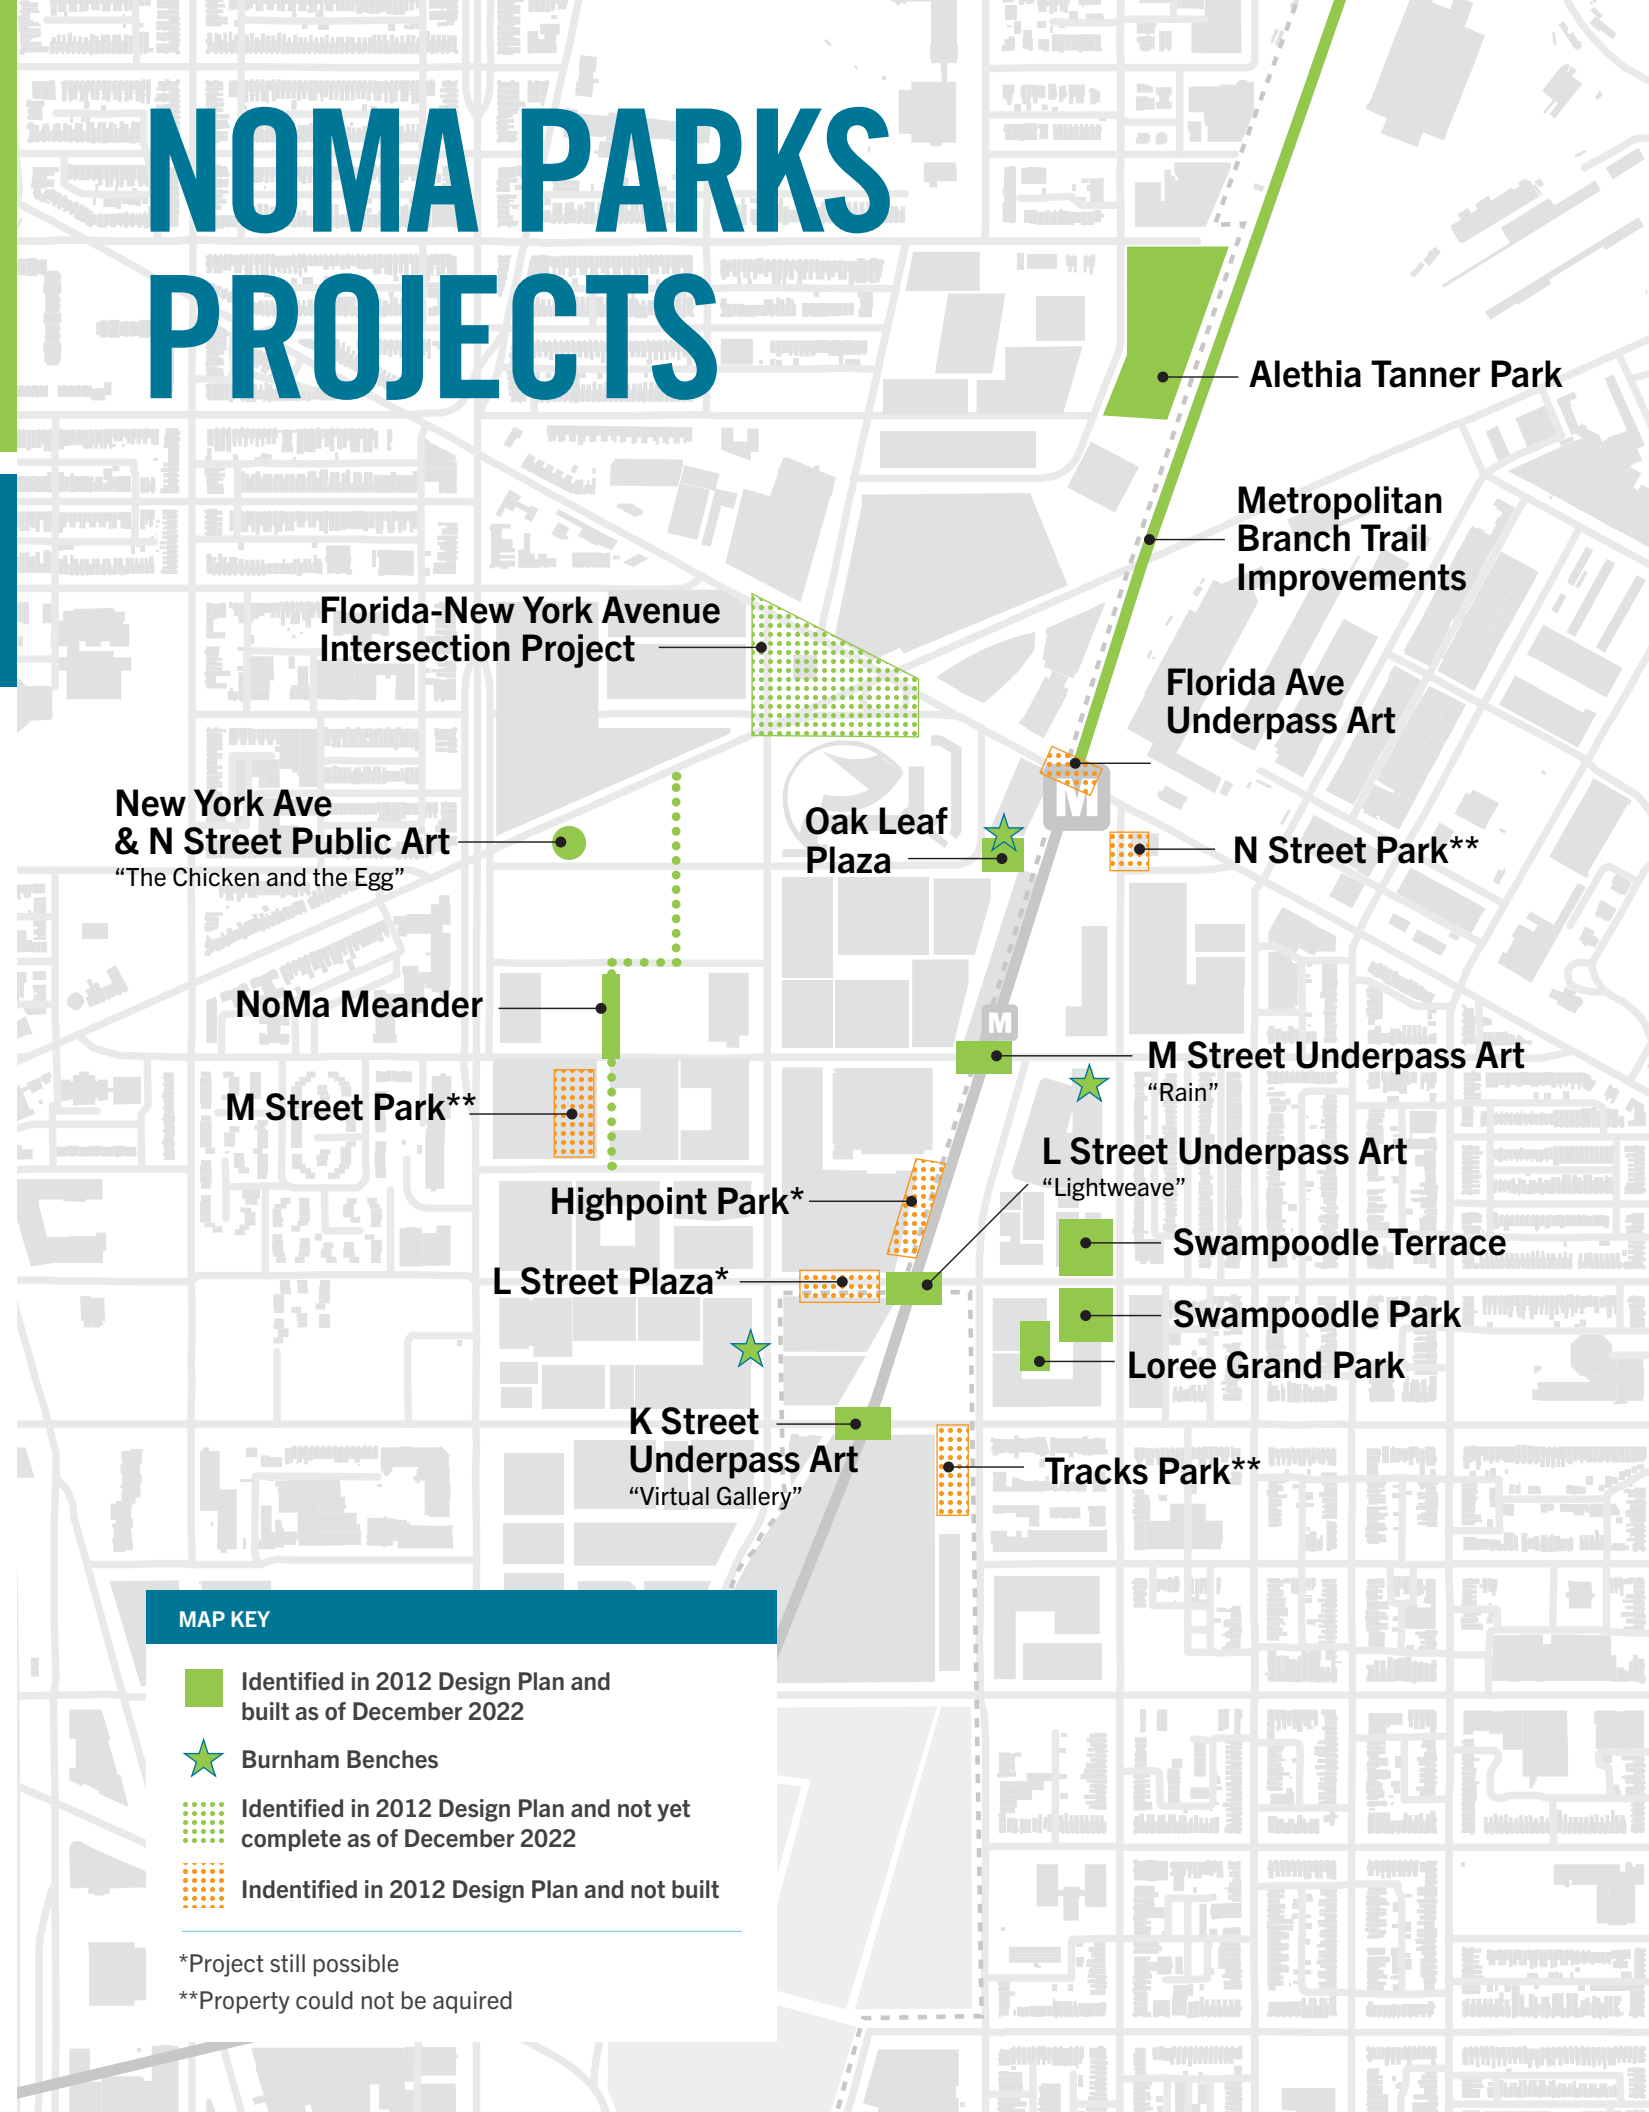 NOMA PARKS
PROJECTS
Alethia Tanner Park
Metropolitan
Branch Trail
Improvements
Florida-New York Avenue
Intersection Project
Florida Ave
Underpass Art
New York Ave
& N Street Public Art
“The Chicken and the Egg”
Oak Leaf
Plaza
M
N Street Park**
NoMa Meander
M
M Street Underpass Art
“Rain”
M Street Park**
L Street Underpass Art
“Lightweave”
Highpoint Park*
Swampoodle Terrace
L Street Plaza*
Swampoodle Park
Loree Grand Park
K Street
Underpass Art
“Virtual Gallery”
Tracks Park**
MAP KEY
Identified in 2012 Design Plan and
built as of December 2022
Burnham Benches
Identified in 2012 Design Plan and not yet
complete as of December 2022
Indentified in 2012 Design Plan and not built
*Project still possible
**Property could not be aquired